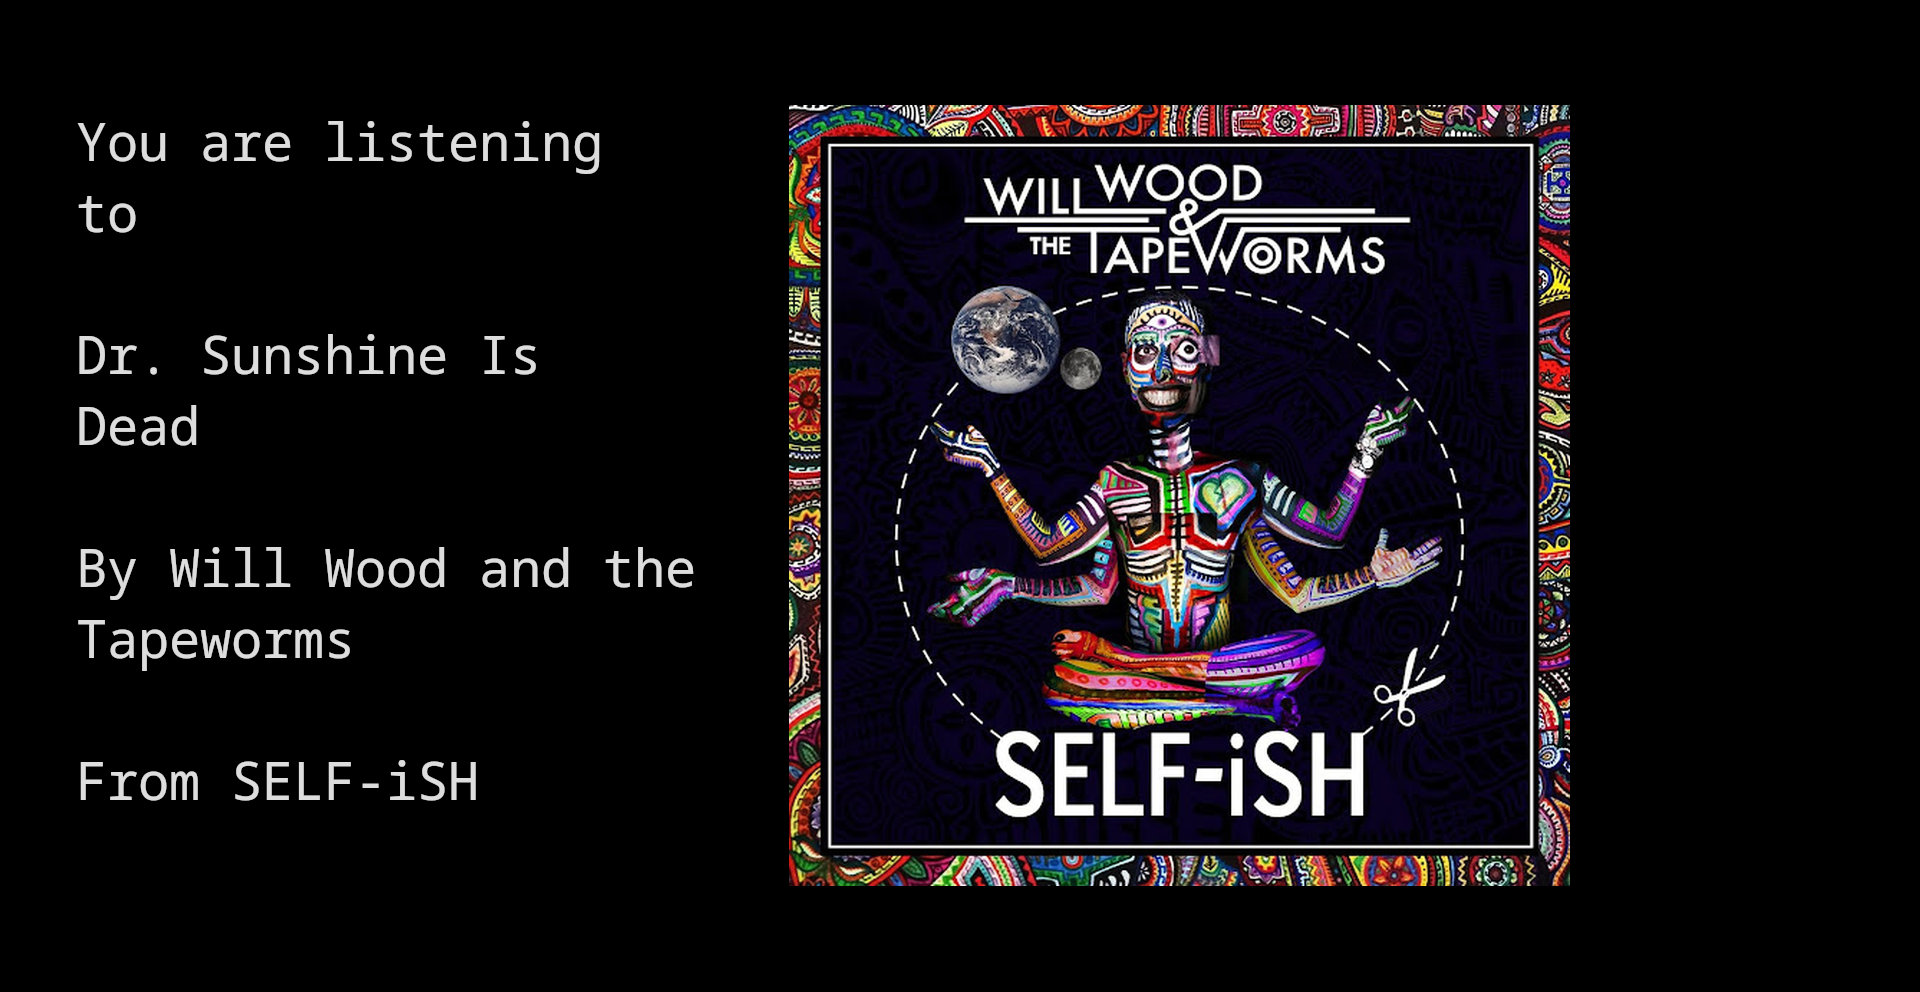 You are listening
to
Dr. Sunshine Is
Dead
By Will Wood and the
Tapeworms
From SELF-iSH
WILL WOOD
&
THE TAPEWORMS
SELF-iSH